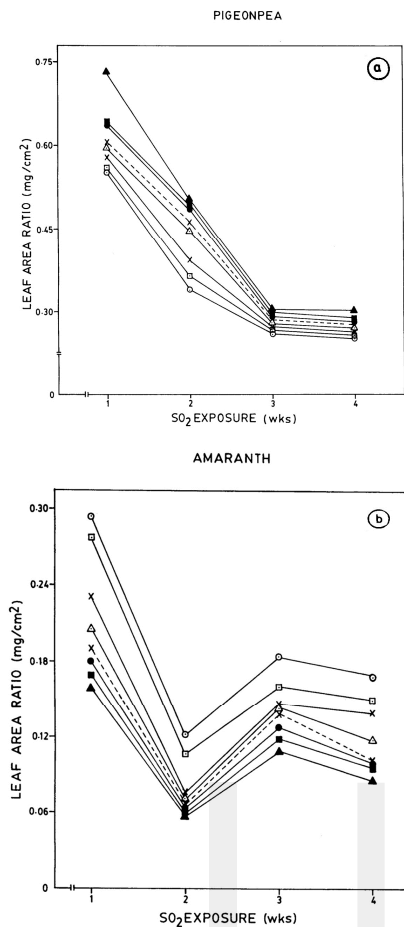 PIGEONPEA
a
LEAF AREA RATIO (mg/cm²)
0.75
0.60
0.45
0.30
0
1 2 3 4
SO₂ EXPOSURE (wks)
AMARANTH
b
LEAF AREA RATIO (mg/cm²)
0.30
0.24
0.18
0.12
0.06
0
1 2 3 4
SO₂ EXPOSURE (wks)